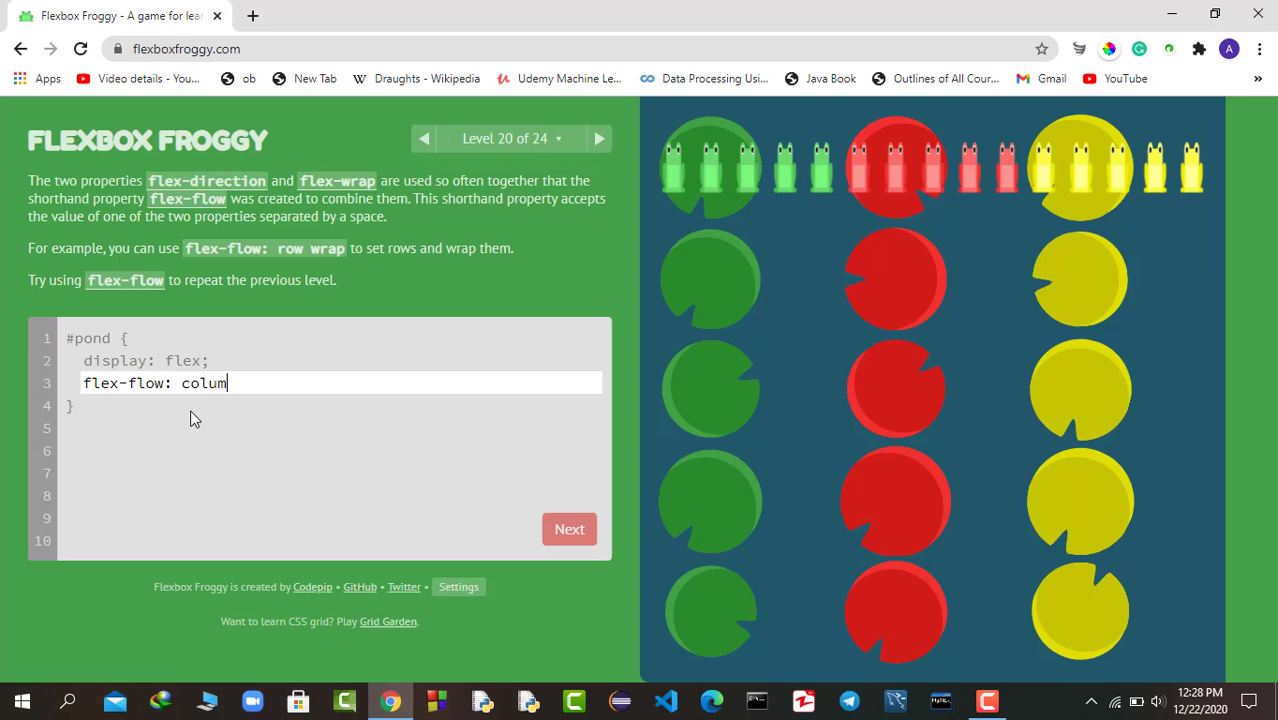 Flexbox Froggy - A game for lear
flexboxfroggy.com
A
Apps
Video details - You...
ob
New Tab
Draughts - Wikipedia
Udemy Machine Le...
Data Processing Usi...
Java Book
Outlines of All Cour...
Gmail
YouTube
»
FLEXBOX FROGGY
Level 20 of 24
The two properties flex-direction and flex-wrap are used so often together that the
shorthand property flex-flow was created to combine them. This shorthand property accepts
the value of one of the two properties separated by a space.
For example, you can use flex-flow: row wrap to set rows and wrap them.
Try using flex-flow to repeat the previous level.
1 #pond {
2 display: flex;
3 flex-flow: colum
4 }
5
6
7
8
9
10
Next
Flexbox Froggy is created by Codepip • GitHub • Twitter • Settings
Want to learn CSS grid? Play Grid Garden.
12:28 PM
12/22/2020